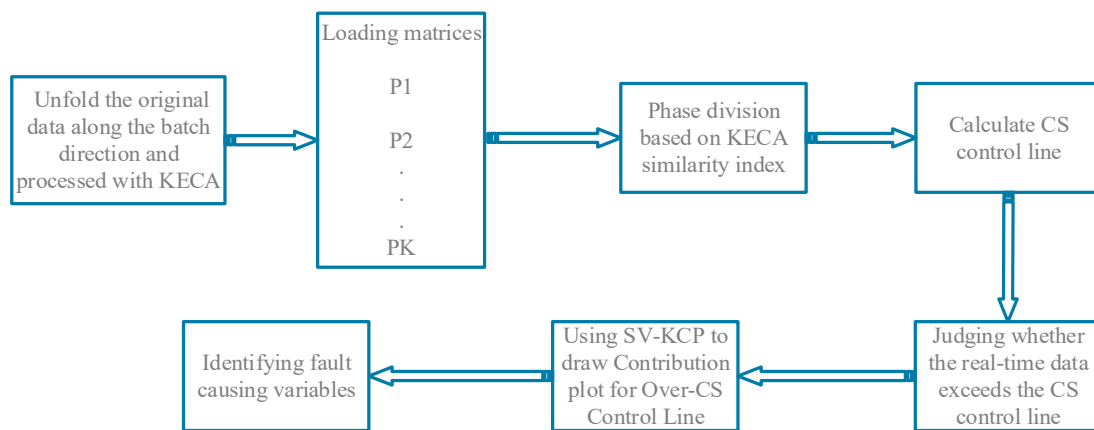 Unfold the original
data along the batch
direction and
processed with KECA
Loading matrices
P1
P2
.
.
.
PK
Phase division
based on KECA
similarity index
Calculate CS
control line
Judging whether
the real-time data
exceeds the CS
control line
Using SV-KCP to
draw Contribution
plot for Over-CS
Control Line
Identifying fault
causing variables